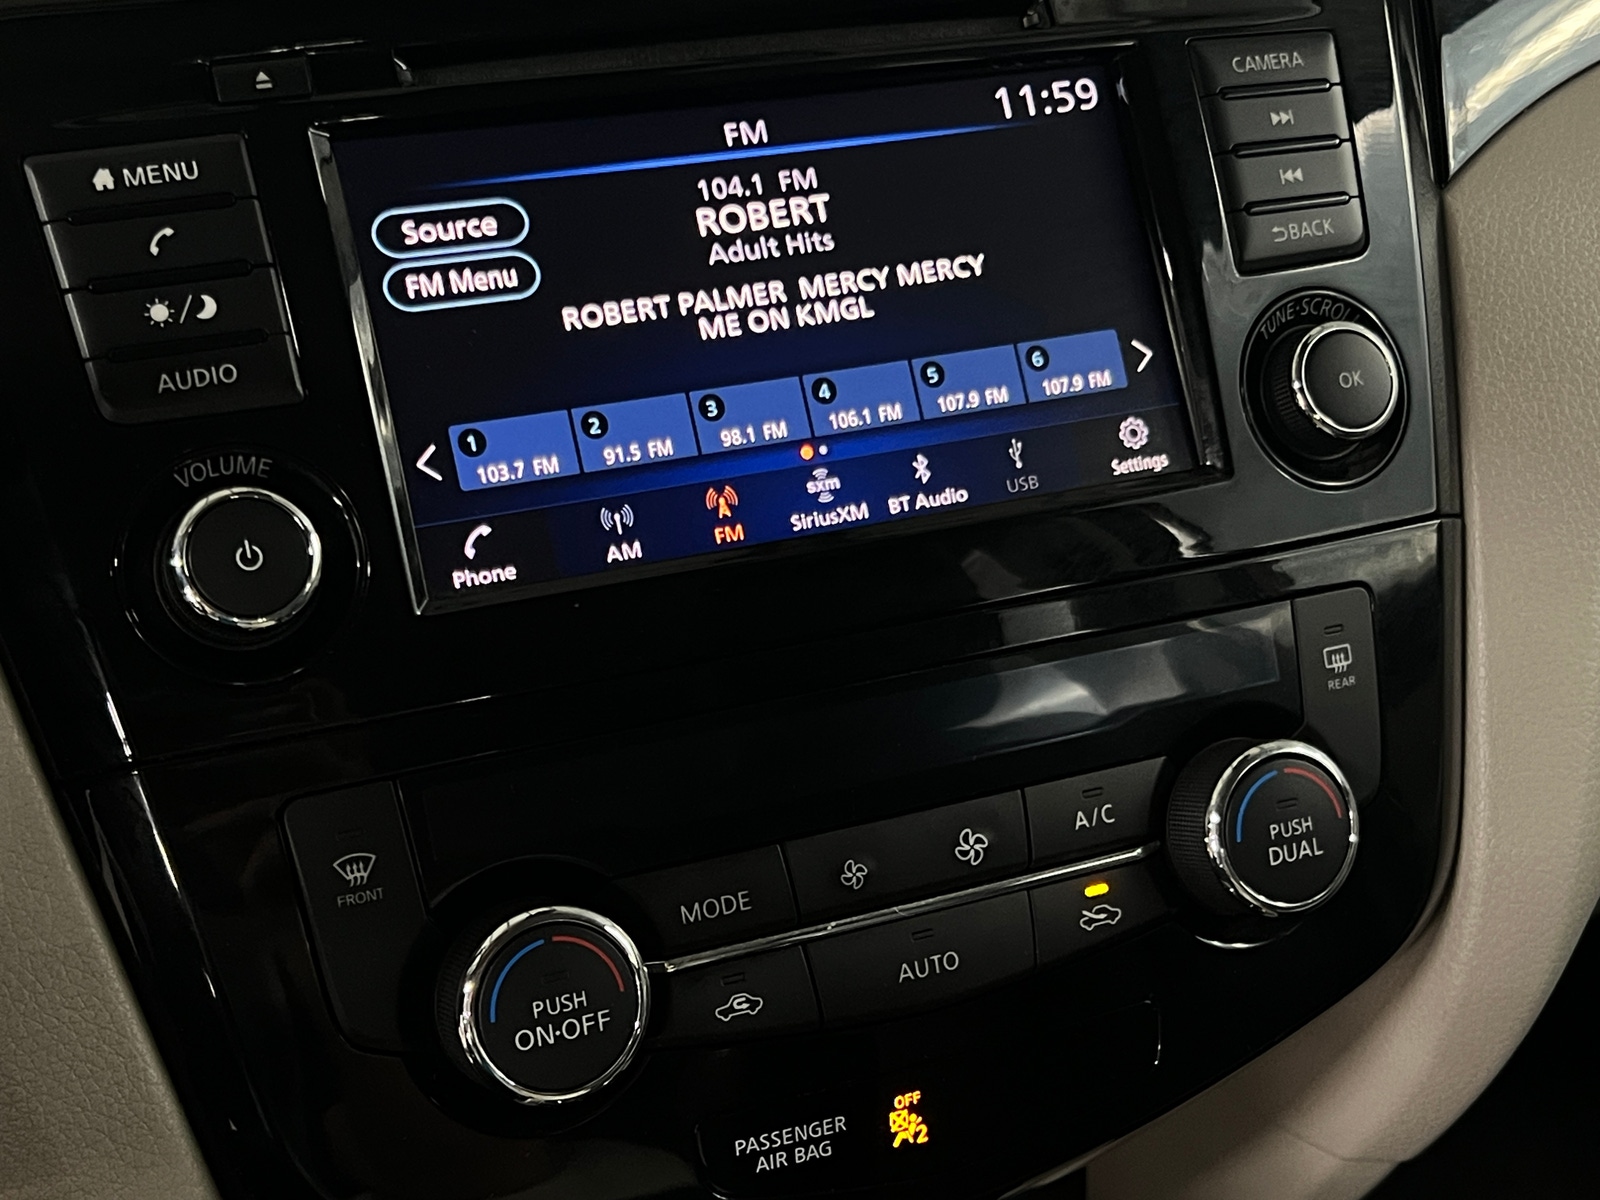 11:59
FM
CAMERA
MENU
104.1 FM
ROBERT
Source
Adult Hits
BACK
FM Menu
ROBERT PALMER MERCY MERCY
ME ON KMGL
TUNE·SCROLL
OK
AUDIO
1
103.7 FM
2
91.5 FM
3
98.1 FM
4
106.1 FM
5
107.9 FM
6
107.9 FM
VOLUME
Phone
AM
FM
sxm
SiriusXM
BT Audio
USB
Settings
REAR
FRONT
MODE
A/C
PUSH
DUAL
PUSH
ON·OFF
AUTO
PASSENGER
AIR BAG
OFF
2